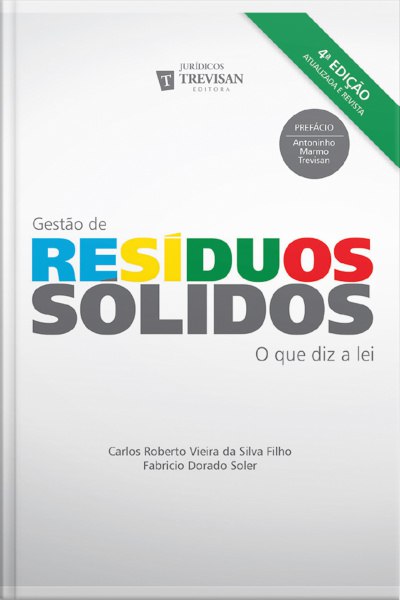 JURÍDICOS
T TREVISAN
EDITORA
4ª EDIÇÃO
ATUALIZADA E REVISTA
PREFÁCIO
Antoninho
Marmo
Trevisan
Gestão de
RESÍDUOS
SOLIDOS
O que diz a lei
Carlos Roberto Vieira da Silva Filho
Fabricio Dorado Soler